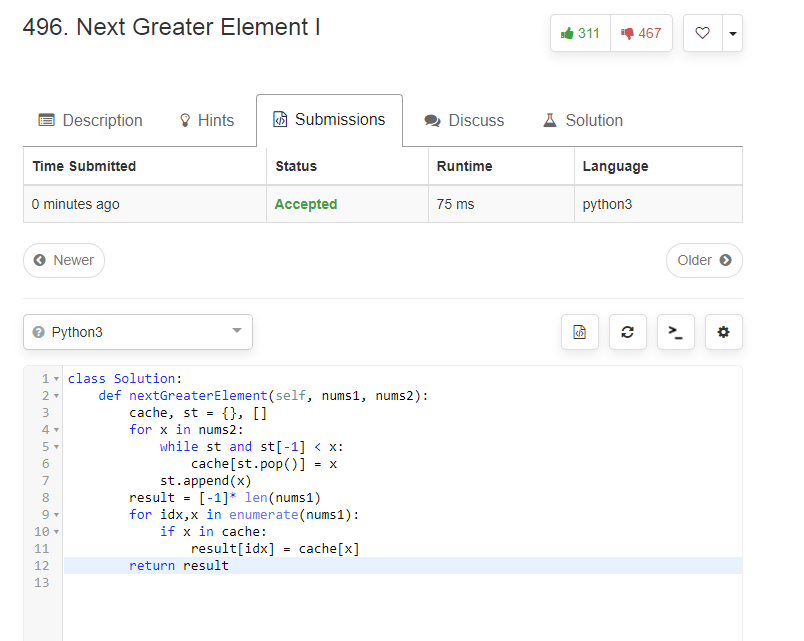 496. Next Greater Element I
311 467
Description Hints Submissions Discuss Solution
Time Submitted Status Runtime Language
0 minutes ago Accepted 75 ms python3
Newer Older
Python3
1 class Solution:
2     def nextGreaterElement(self, nums1, nums2):
3         cache, st = {}, []
4         for x in nums2:
5             while st and st[-1] < x:
6                 cache[st.pop()] = x
7             st.append(x)
8         result = [-1]* len(nums1)
9         for idx,x in enumerate(nums1):
10             if x in cache:
11                 result[idx] = cache[x]
12         return result
13